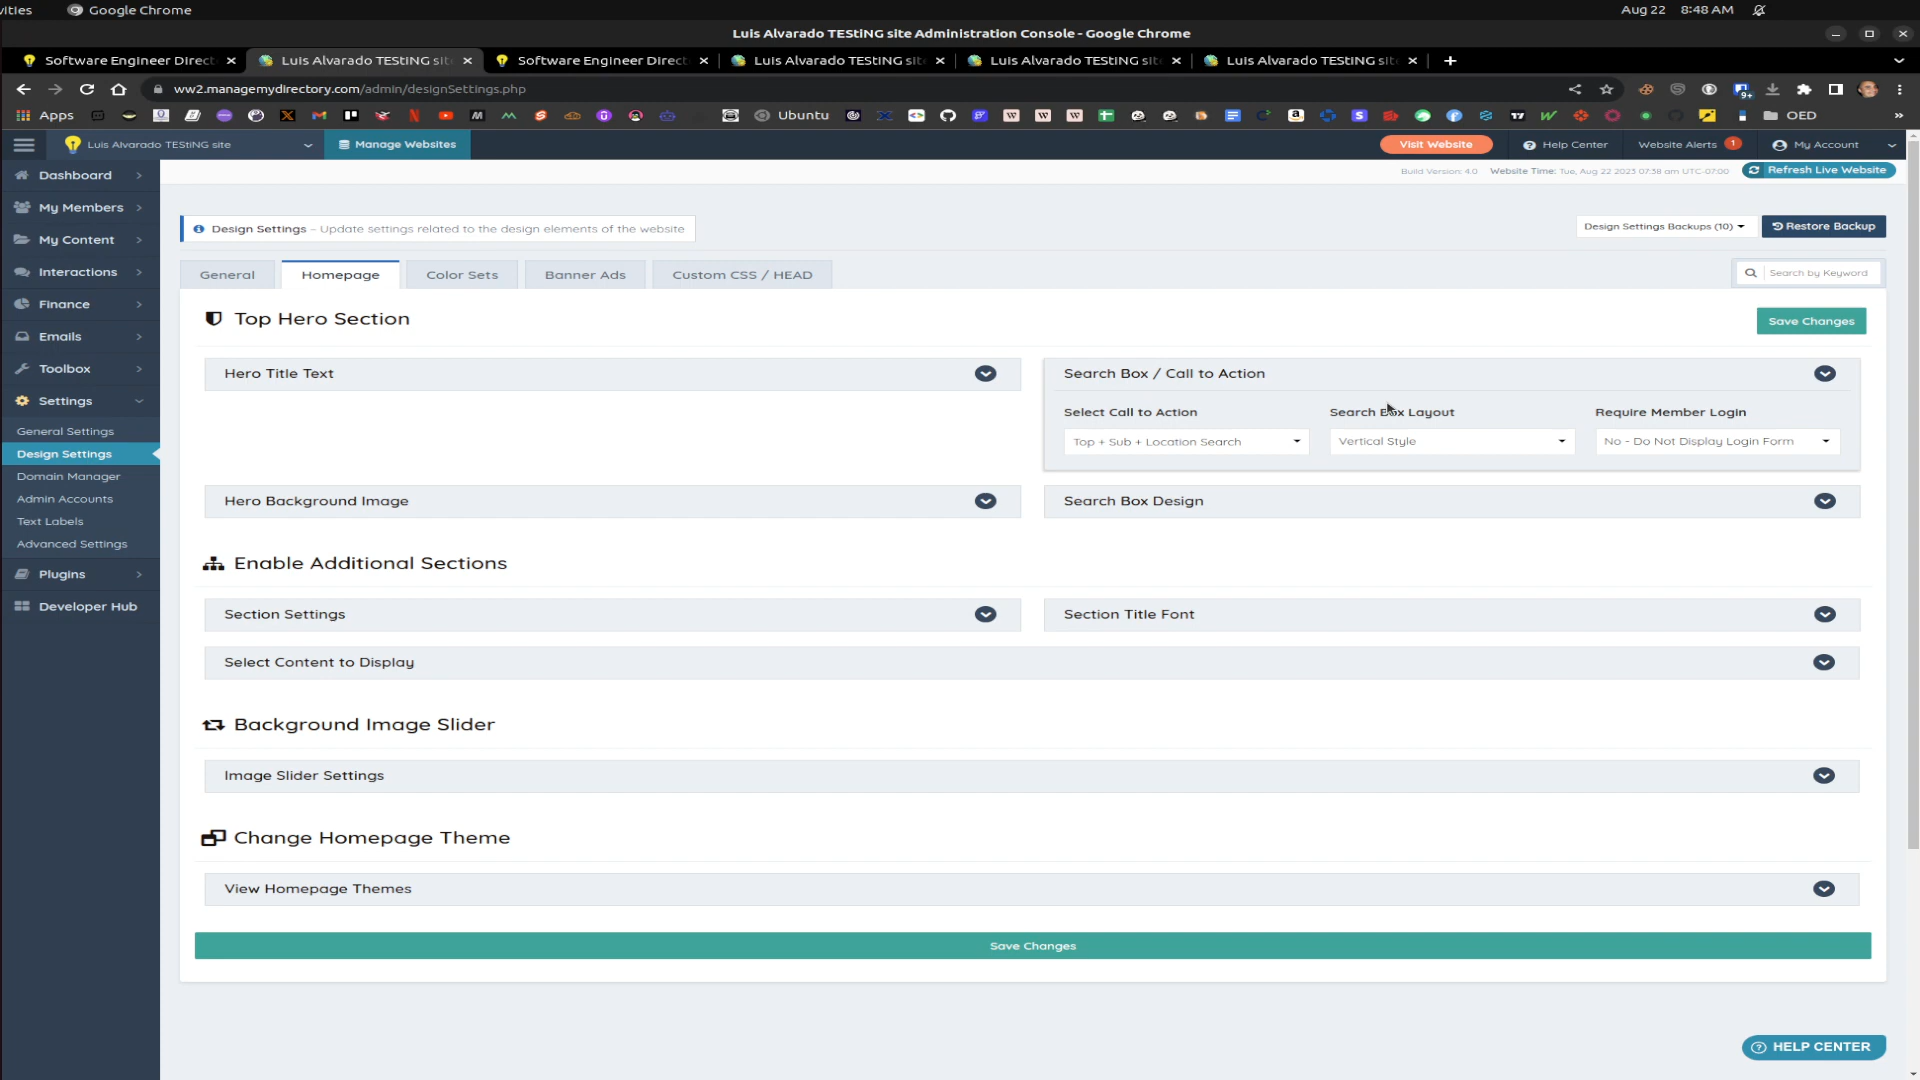 vities
Google Chrome
Aug 22 8:48 AM
Luis Alvarado TEStiNG site Administration Console - Google Chrome
Software Engineer Direct
Luis Alvarado TEStiNG sit
Software Engineer Direct
Luis Alvarado TEStiNG sit
Luis Alvarado TEStiNG sit
Luis Alvarado TEStiNG sit
ww2.managemydirectory.com/admin/designSettings.php
9+
Apps
Ubuntu
OED
Luis Alvarado TEStiNG site
Manage Websites
Visit Website
Help Center
Website Alerts 1
My Account
Build Version: 4.0
Website Time: Tue, Aug 22 2023 07:38 am UTC-07:00
Refresh Live Website
Dashboard
My Members
My Content
Interactions
Finance
Emails
Toolbox
Settings
General Settings
Design Settings
Domain Manager
Admin Accounts
Text Labels
Advanced Settings
Plugins
Developer Hub
Design Settings – Update settings related to the design elements of the website
Design Settings Backups (10)
Restore Backup
General
Homepage
Color Sets
Banner Ads
Custom CSS / HEAD
Search by Keyword
Top Hero Section
Save Changes
Hero Title Text
Search Box / Call to Action
Select Call to Action
Search Box Layout
Require Member Login
Top + Sub + Location Search
Vertical Style
No - Do Not Display Login Form
Hero Background Image
Search Box Design
Enable Additional Sections
Section Settings
Section Title Font
Select Content to Display
Background Image Slider
Image Slider Settings
Change Homepage Theme
View Homepage Themes
Save Changes
HELP CENTER